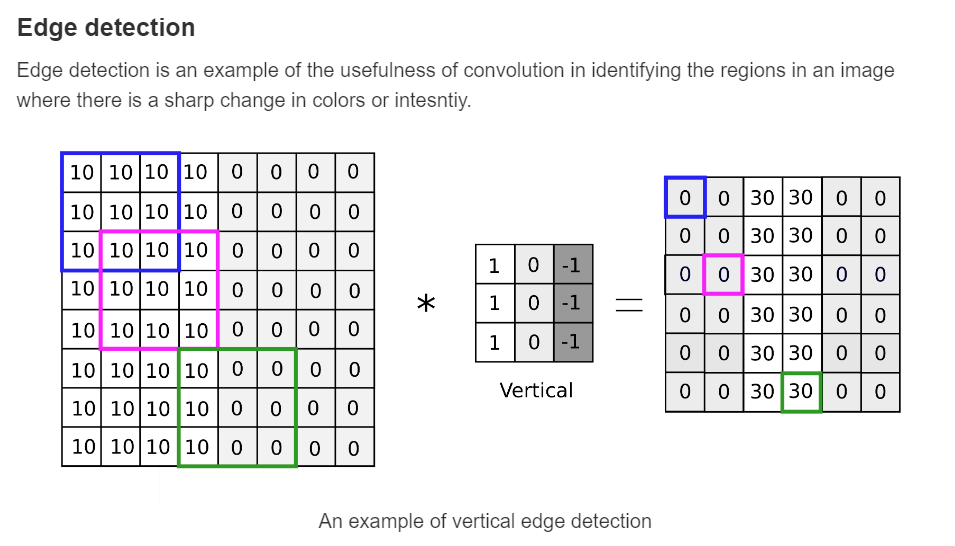 Edge detection
Edge detection is an example of the usefulness of convolution in identifying the regions in an image
where there is a sharp change in colors or intesntiy.
10 10 10 10 0 0 0 0
10 10 10 10 0 0 0 0
10 10 10 10 0 0 0 0
10 10 10 10 0 0 0 0
10 10 10 10 0 0 0 0
10 10 10 10 0 0 0 0
10 10 10 10 0 0 0 0
10 10 10 10 0 0 0 0
*
1 0 -1
1 0 -1
1 0 -1
Vertical
=
0 0 30 30 0 0
0 0 30 30 0 0
0 0 30 30 0 0
0 0 30 30 0 0
0 0 30 30 0 0
0 0 30 30 0 0
An example of vertical edge detection